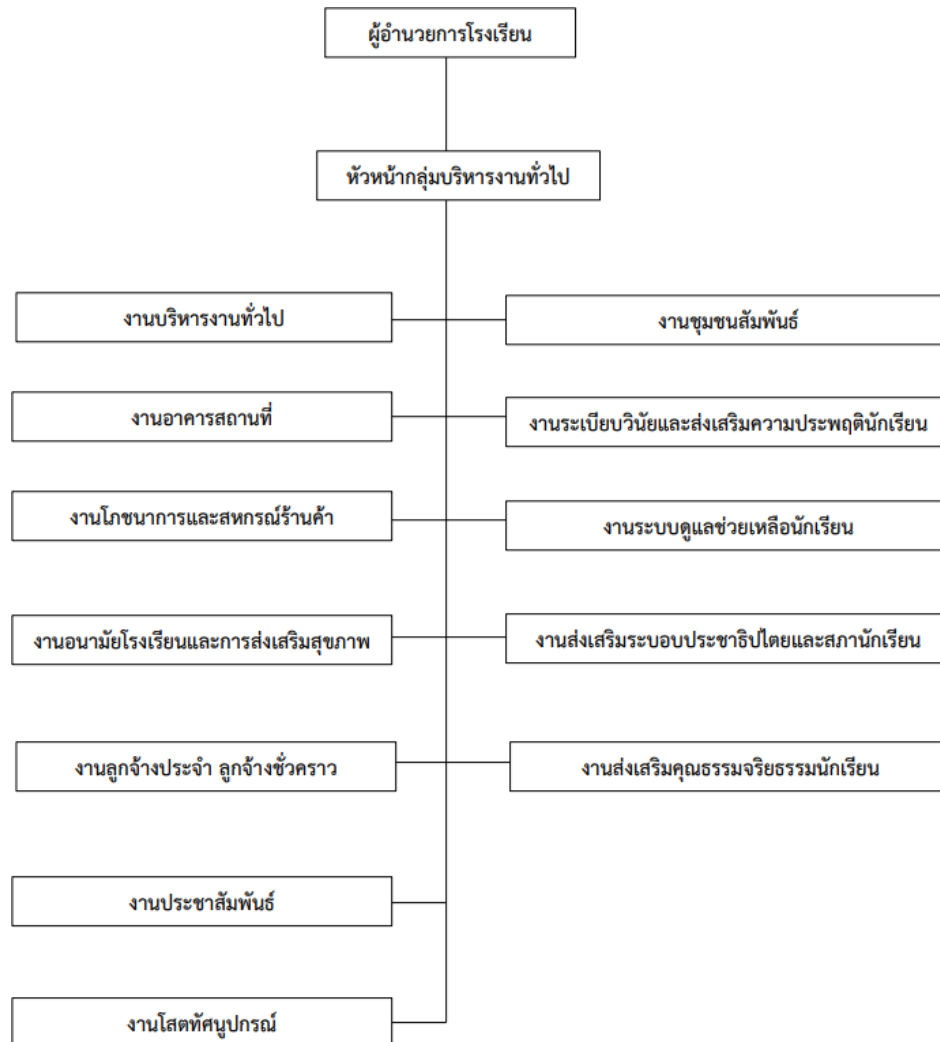 ผู้อำนวยการโรงเรียน
หัวหน้ากลุ่มบริหารงานทั่วไป
งานบริหารงานทั่วไป
งานชุมชนสัมพันธ์
งานอาคารสถานที่
งานระเบียบวินัยและส่งเสริมความประพฤตินักเรียน
งานโภชนาการและสหกรณ์ร้านค้า
งานระบบดูแลช่วยเหลือนักเรียน
งานอนามัยโรงเรียนและการส่งเสริมสุขภาพ
งานส่งเสริมระบอบประชาธิปไตยและสภานักเรียน
งานลูกจ้างประจำ ลูกจ้างชั่วคราว
งานส่งเสริมคุณธรรมจริยธรรมนักเรียน
งานประชาสัมพันธ์
งานโสตทัศนูปกรณ์